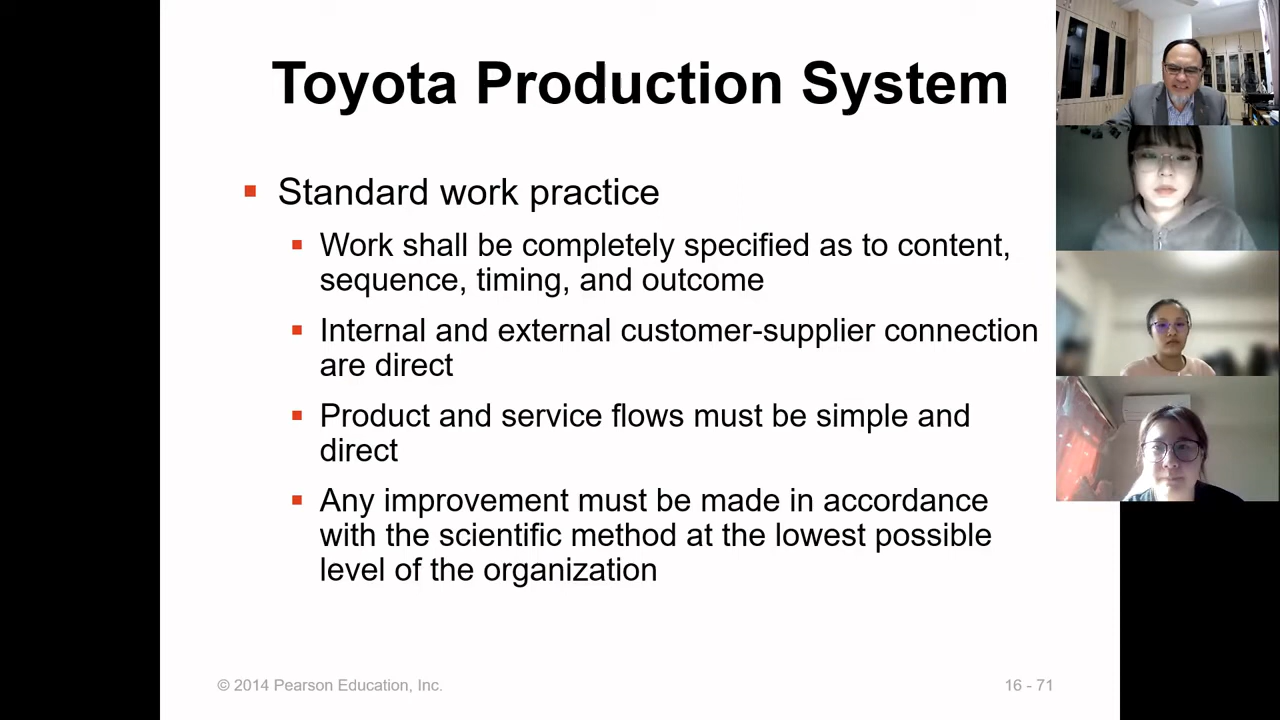 Toyota Production System
Standard work practice
Work shall be completely specified as to content,
sequence, timing, and outcome
Internal and external customer-supplier connection
are direct
Product and service flows must be simple and
direct
Any improvement must be made in accordance
with the scientific method at the lowest possible
level of the organization
© 2014 Pearson Education, Inc.
16 - 71